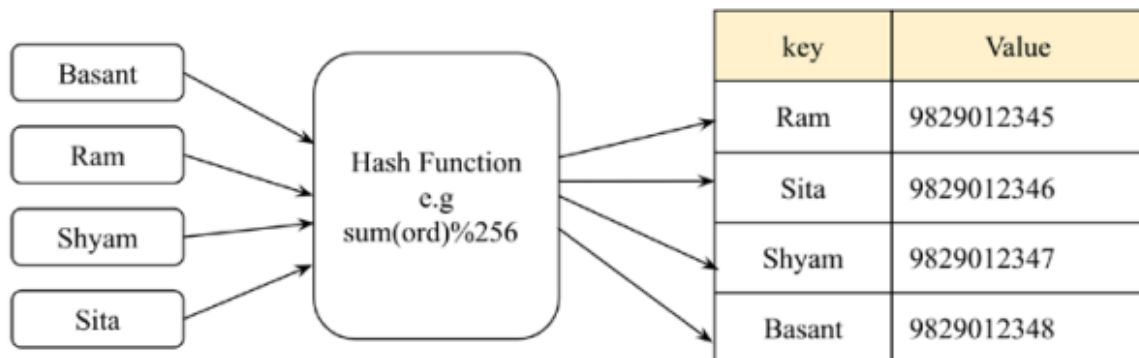 Basant
Ram
Shyam
Sita
Hash Function
e.g
sum(ord)%256
key Value
Ram 9829012345
Sita 9829012346
Shyam 9829012347
Basant 9829012348